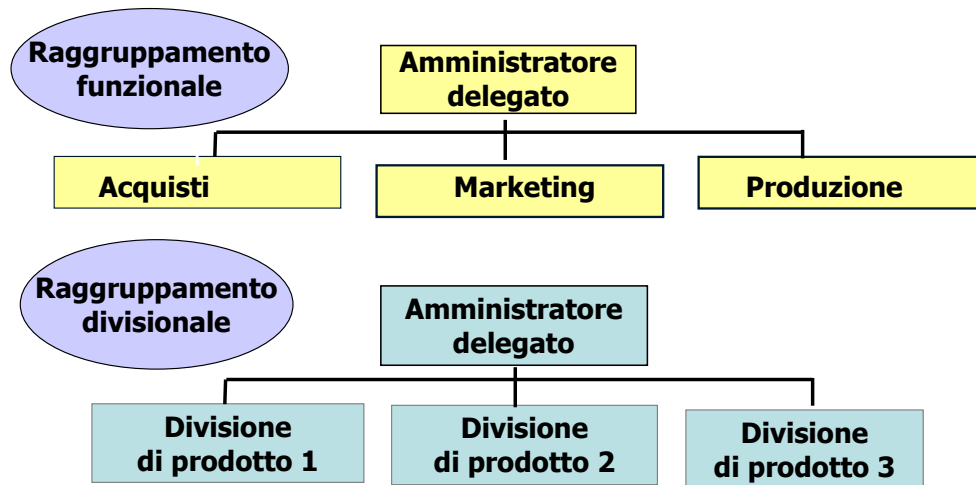 Raggruppamento
funzionale
Amministratore
delegato
Acquisti
Marketing
Produzione
Raggruppamento
divisionale
Amministratore
delegato
Divisione
di prodotto 1
Divisione
di prodotto 2
Divisione
di prodotto 3